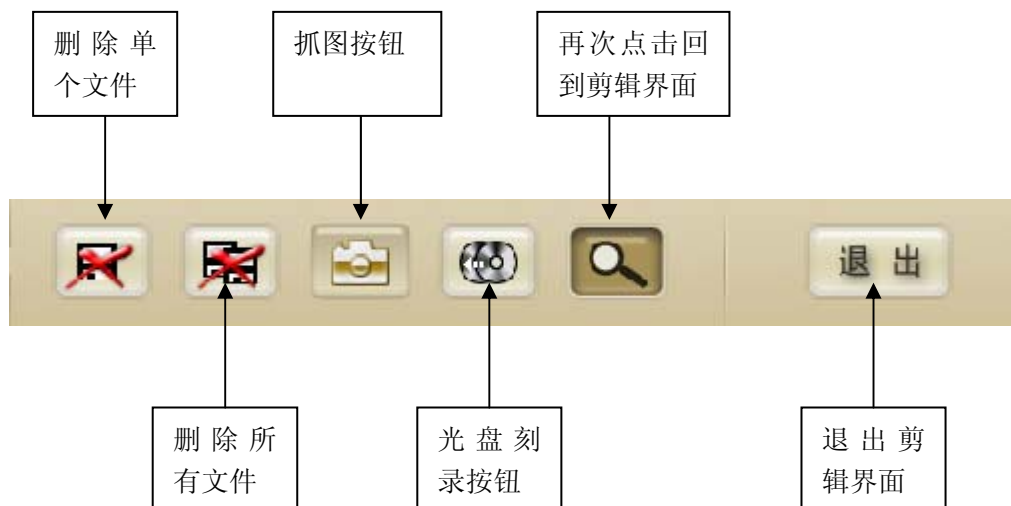 删除单
个文件
抓图按钮
再次点击回
到剪辑界面
退出
删除所
有文件
光盘刻
录按钮
退出剪
辑界面